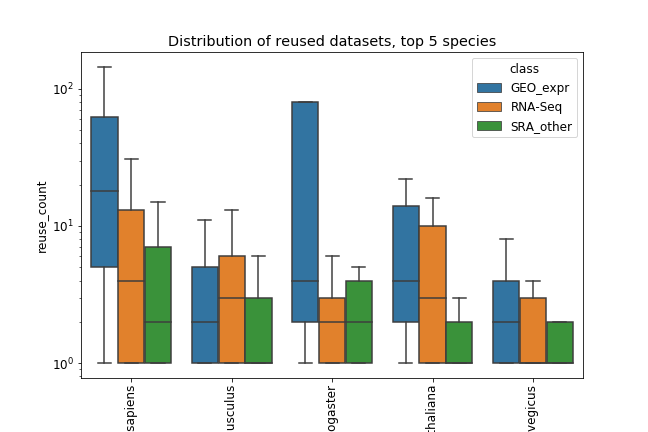 Distribution of reused datasets, top 5 species
class
GEO_expr
RNA-Seq
SRA_other
reuse_count
10²
10¹
10⁰
sapiens
usculus
ogaster
thaliana
vegicus